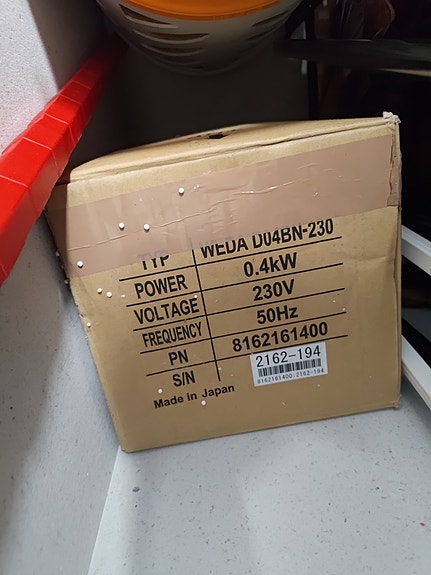 TYP WEDA D04BN-230
POWER 0.4kW
VOLTAGE 230V
FREQUENCY 50Hz
PN 8162161400
S/N 2162-194
8162161400:2162-194
Made in Japan